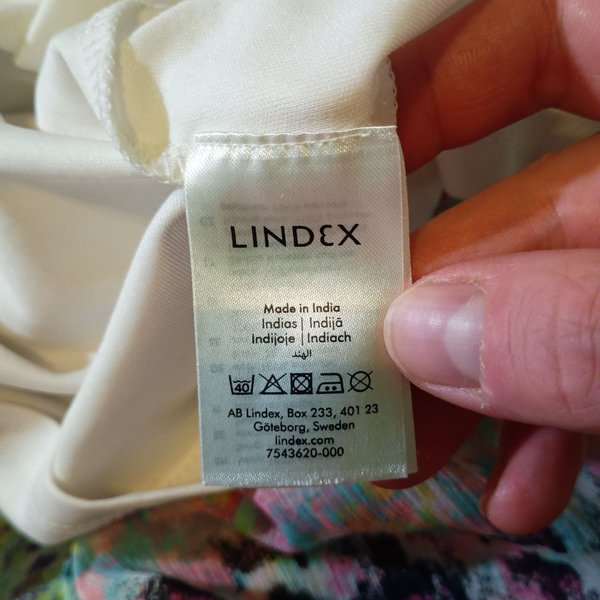 LINDEX
Made in India
Indias | Indijā
Indijoje | Indiach
الهند
40
AB Lindex, Box 233, 401 23
Göteborg, Sweden
lindex.com
7543620-000